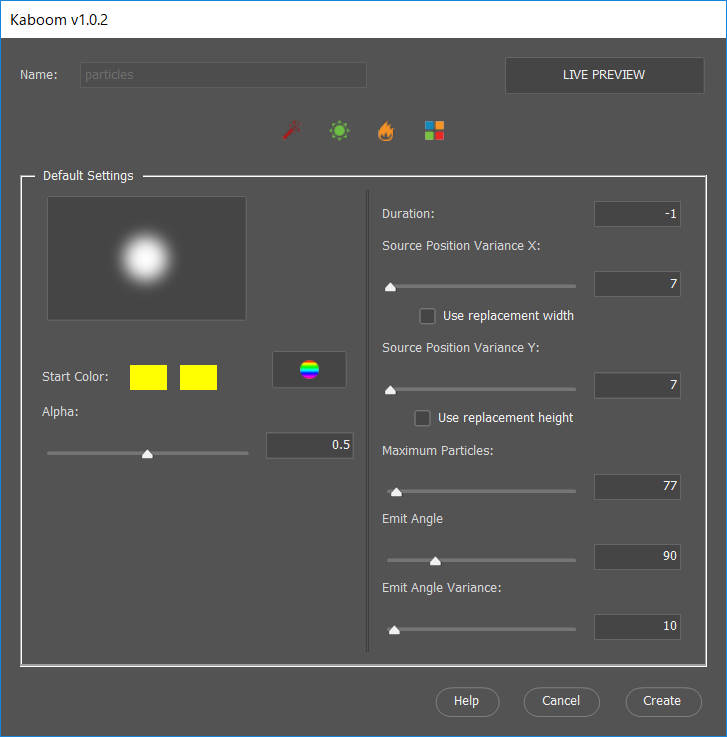 Kaboom v1.0.2
Name:
particles
LIVE PREVIEW
Default Settings
Duration:
-1
Source Position Variance X:
7
Use replacement width
Source Position Variance Y:
7
Use replacement height
Start Color:
Alpha:
0.5
Maximum Particles:
77
Emit Angle
90
Emit Angle Variance:
10
Help
Cancel
Create